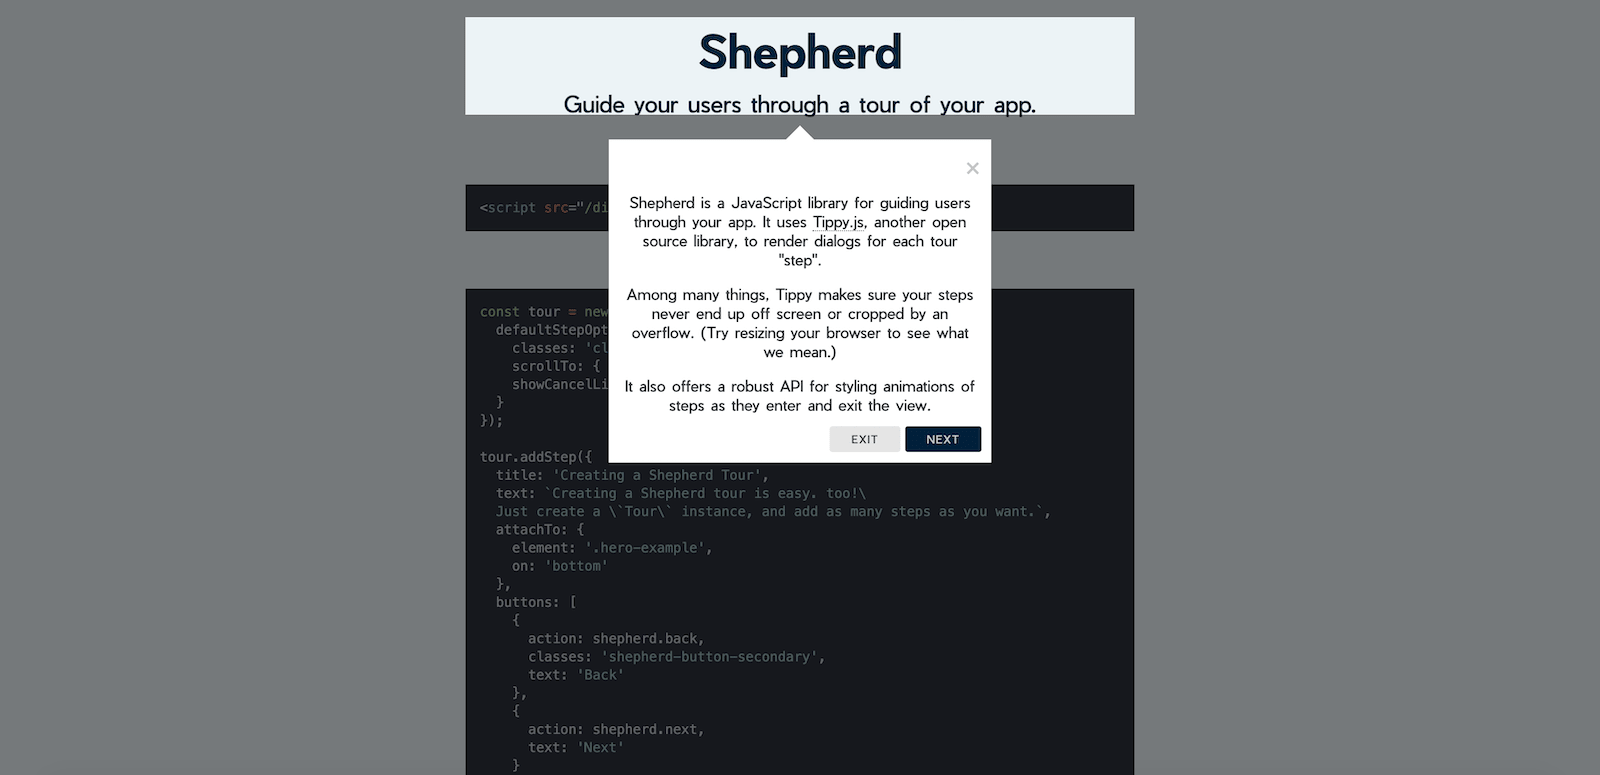 Shepherd
Guide your users through a tour of your app.
×
Shepherd is a JavaScript library for guiding users
through your app. It uses Tippy.js, another open
source library, to render dialogs for each tour
"step".
Among many things, Tippy makes sure your steps
never end up off screen or cropped by an
overflow. (Try resizing your browser to see what
we mean.)
It also offers a robust API for styling animations of
steps as they enter and exit the view.
EXIT NEXT
<script src="/di
const tour = new
defaultStepOpt
classes: 'cl
scrollTo: {
showCancelLi
}
});
tour.addStep({
title: 'Creating a Shepherd Tour',
text: `Creating a Shepherd tour is easy. too!\
Just create a \`Tour\` instance, and add as many steps as you want.`,
attachTo: {
element: '.hero-example',
on: 'bottom'
},
buttons: [
{
action: shepherd.back,
classes: 'shepherd-button-secondary',
text: 'Back'
},
{
action: shepherd.next,
text: 'Next'
}